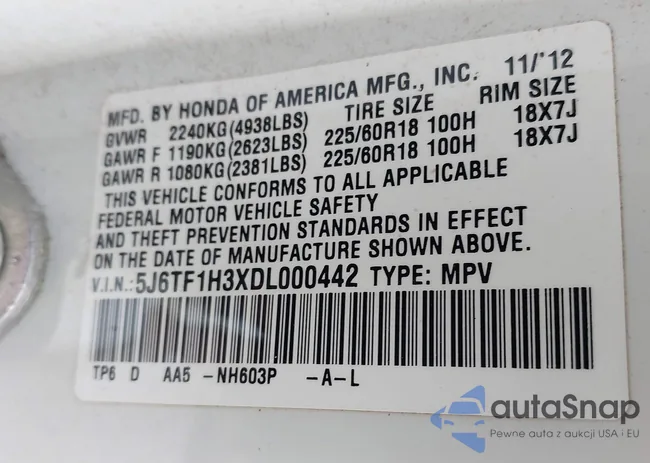 MFD. BY HONDA OF AMERICA MFG., INC. 11/'12
GVWR 2240KG(4938LBS) TIRE SIZE RIM SIZE
GAWR F 1190KG(2623LBS) 225/60R18 100H 18X7J
GAWR R 1080KG(2381LBS) 225/60R18 100H 18X7J
THIS VEHICLE CONFORMS TO ALL APPLICABLE
FEDERAL MOTOR VEHICLE SAFETY
AND THEFT PREVENTION STANDARDS IN EFFECT
ON THE DATE OF MANUFACTURE SHOWN ABOVE.
V.I.N.:5J6TF1H3XDL000442 TYPE: MPV
TP6 D AA5 -NH603P -A-L
autaSnap
Pewne auta z aukcji USA i EU